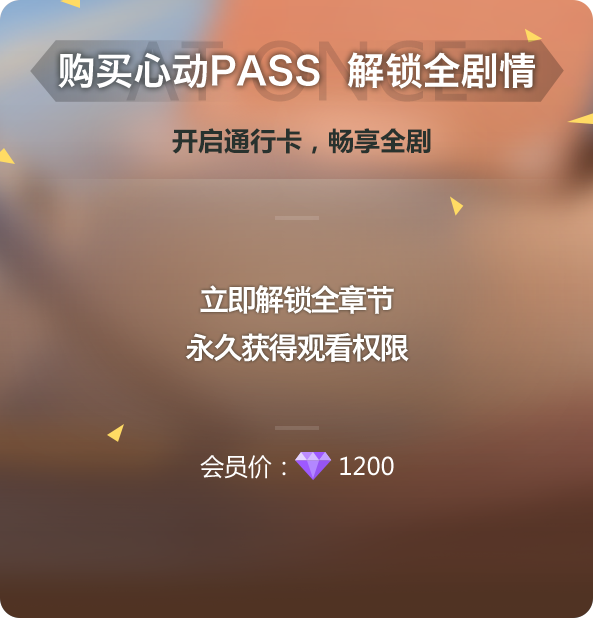 AT ONCE
购买心动PASS 解锁全剧情
开启通行卡，畅享全剧
立即解锁全章节
永久获得观看权限
会员价：1200